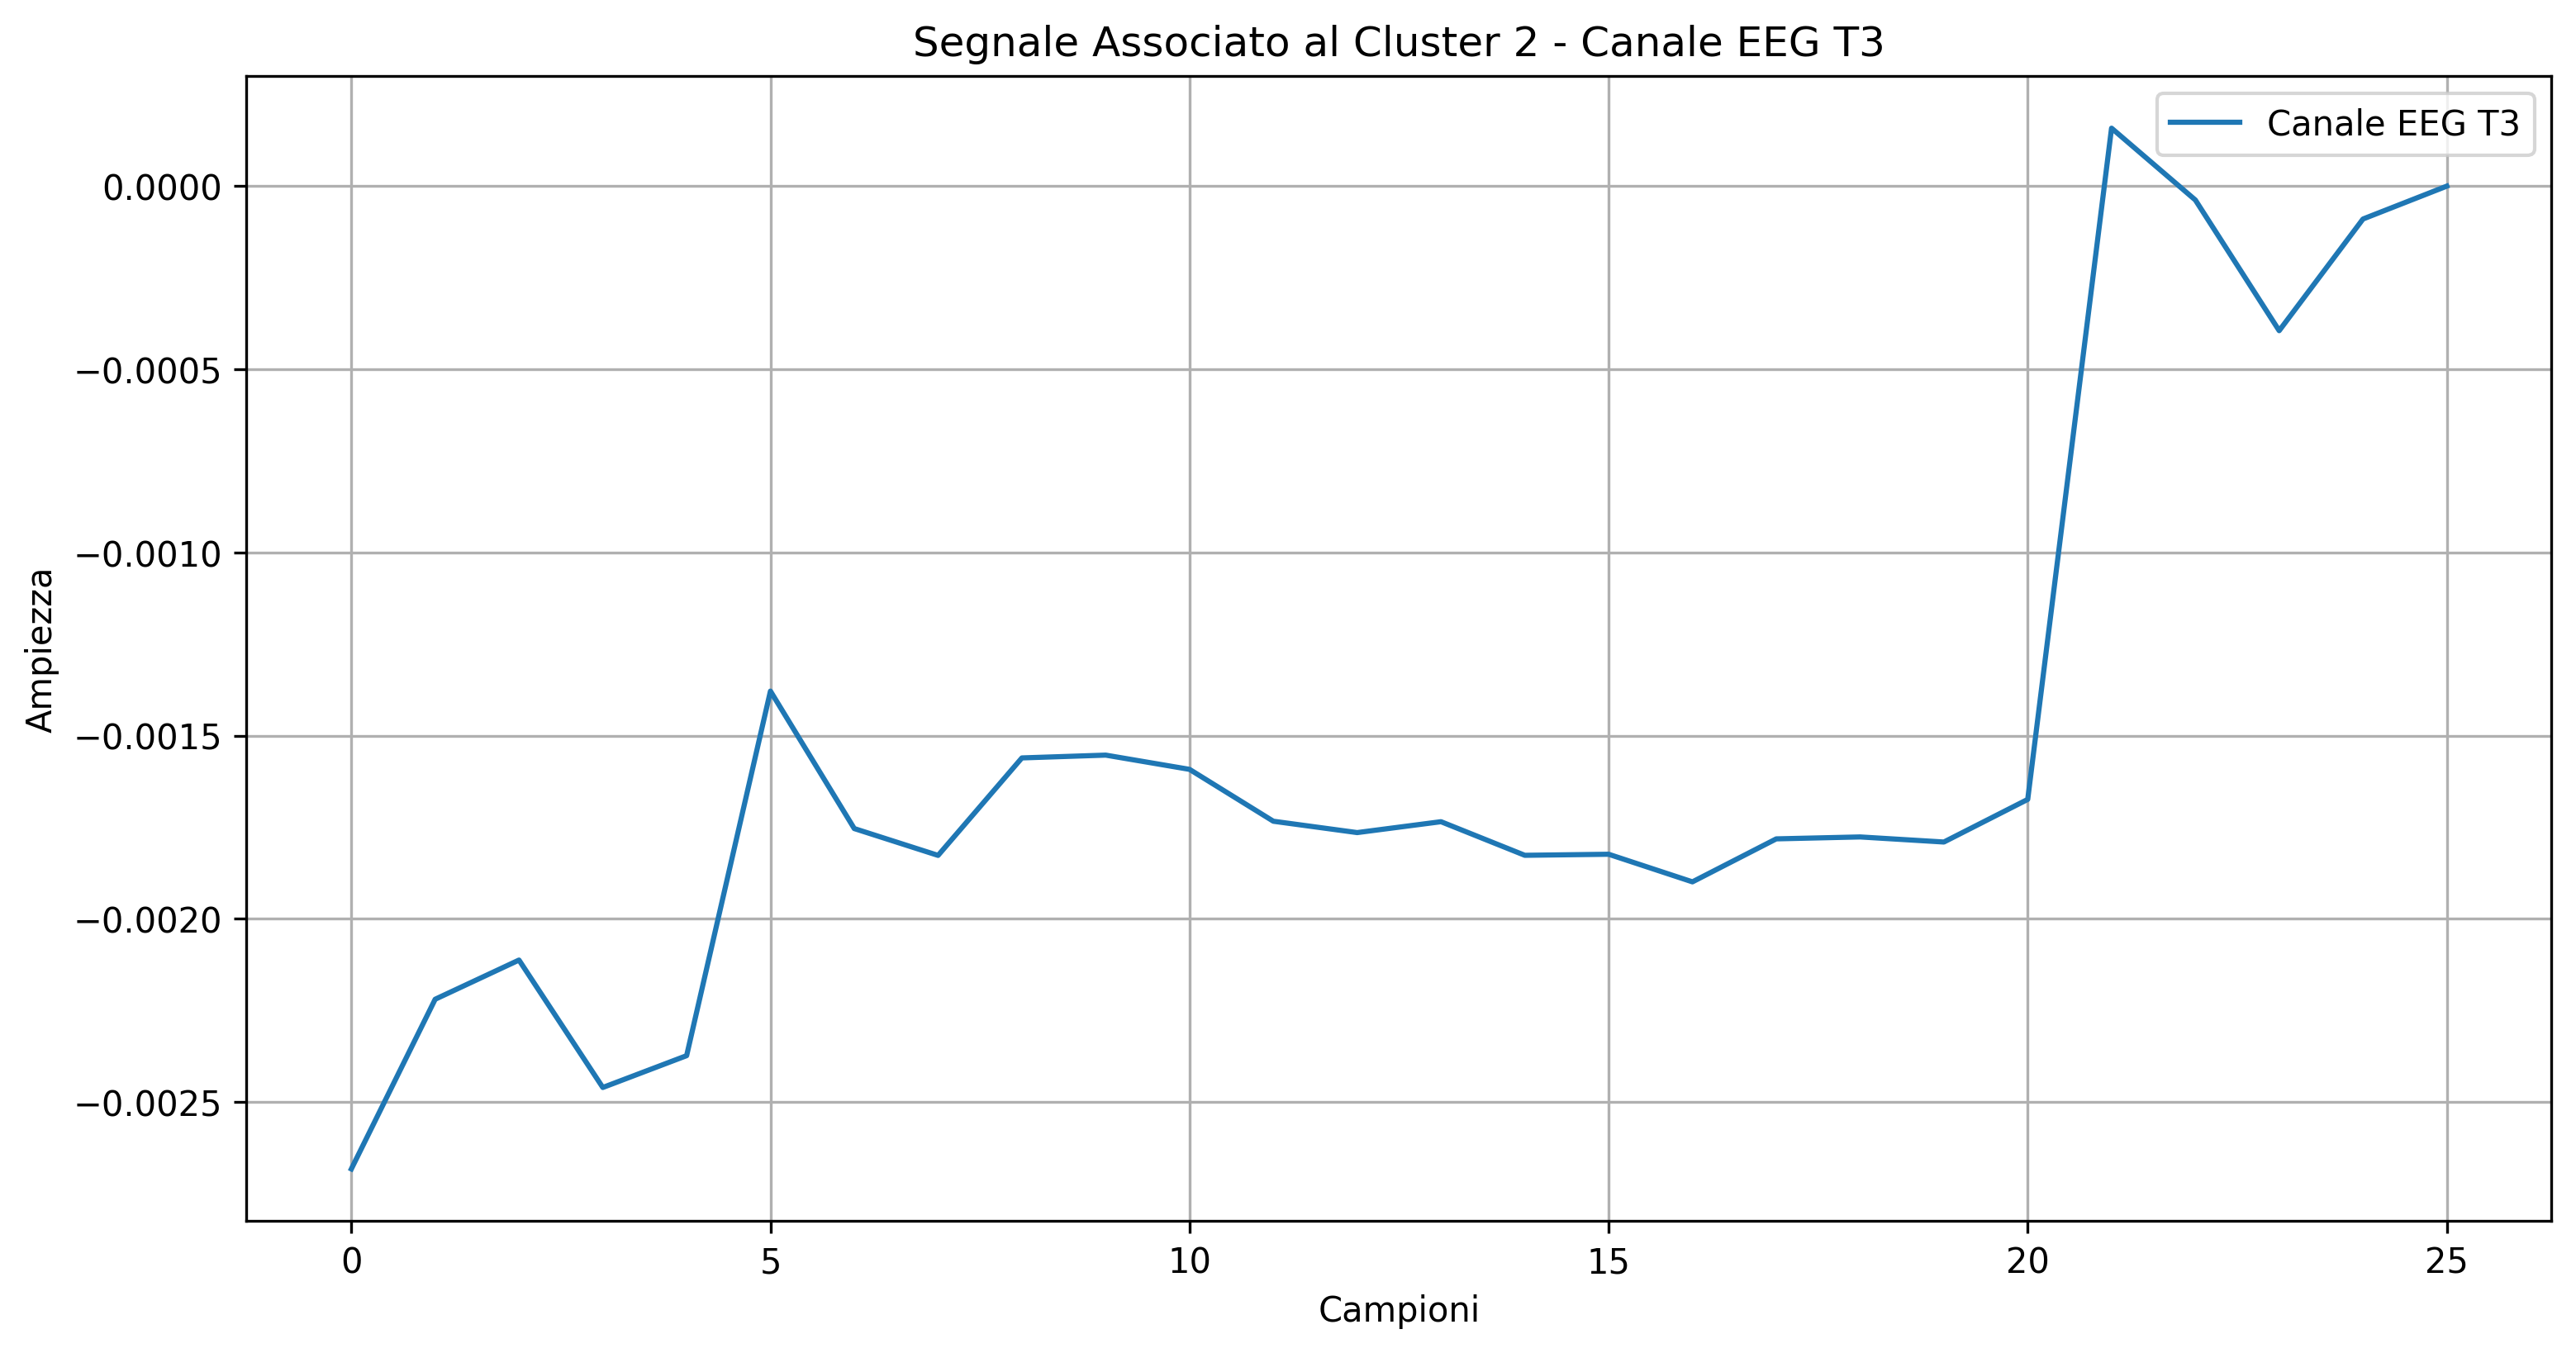 Segnale Associato al Cluster 2 - Canale EEG T3
Canale EEG T3
0.0000
−0.0005
−0.0010
−0.0015
−0.0020
−0.0025
Ampiezza
0 5 10 15 20 25
Campioni